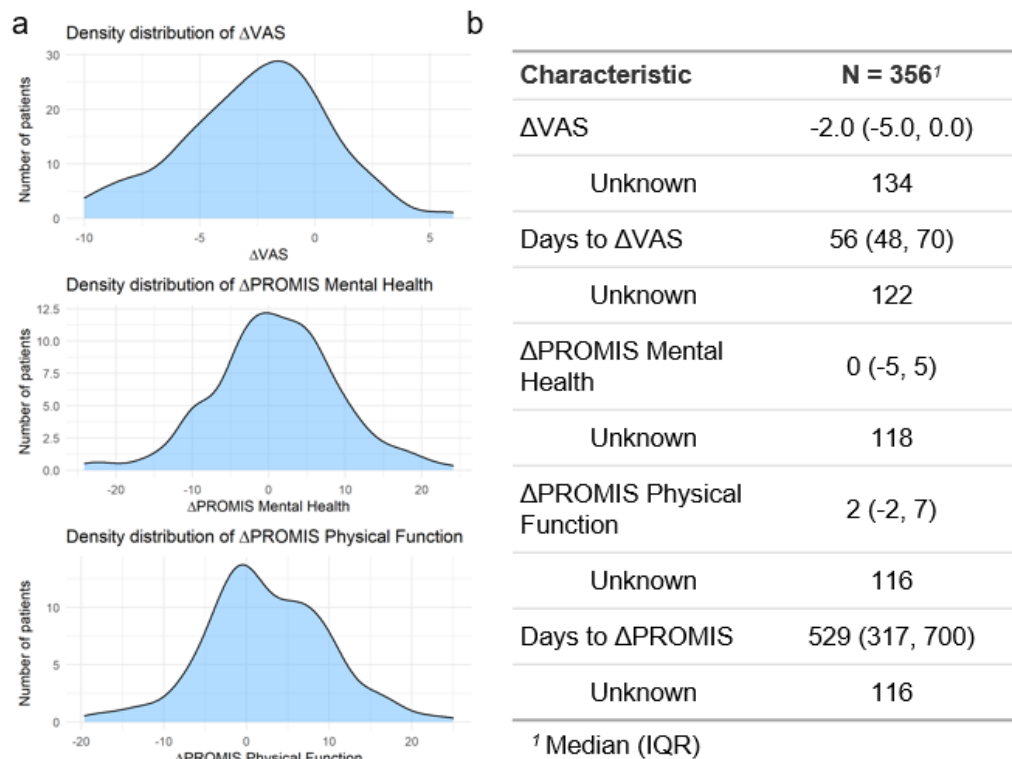 a
Density distribution of ΔVAS
30
20
10
0
Number of patients
-10 -5 0 5
ΔVAS
Density distribution of ΔPROMIS Mental Health
12.5
10.0
7.5
5.0
2.5
0.0
Number of patients
-20 -10 0 10 20
ΔPROMIS Mental Health
Density distribution of ΔPROMIS Physical Function
10
5
0
Number of patients
-20 -10 0 10 20
ΔPROMIS Physical Function
b
Characteristic N = 356¹
ΔVAS -2.0 (-5.0, 0.0)
Unknown 134
Days to ΔVAS 56 (48, 70)
Unknown 122
ΔPROMIS Mental
Health 0 (-5, 5)
Unknown 118
ΔPROMIS Physical
Function 2 (-2, 7)
Unknown 116
Days to ΔPROMIS 529 (317, 700)
Unknown 116
¹ Median (IQR)